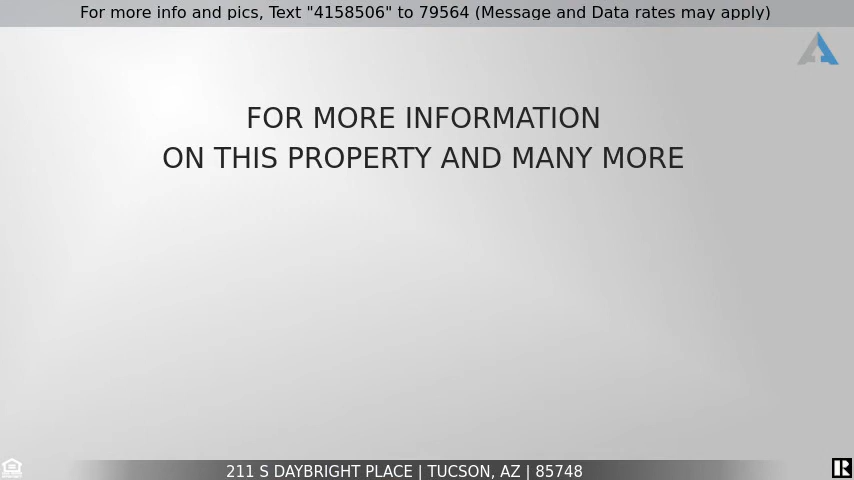 For more info and pics, Text "4158506" to 79564 (Message and Data rates may apply)
FOR MORE INFORMATION
ON THIS PROPERTY AND MANY MORE
211 S DAYBRIGHT PLACE | TUCSON, AZ | 85748